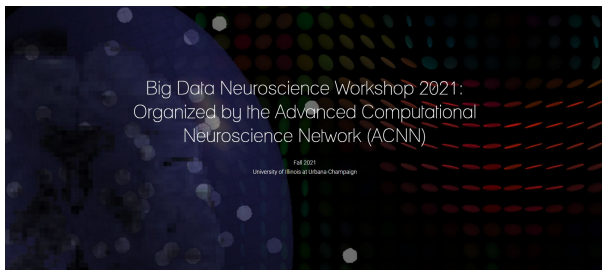 Big Data Neuroscience Workshop 2021:
Organized by the Advanced Computational
Neuroscience Network (ACNN)
Fall 2021
University of Illinois at Urbana-Champaign